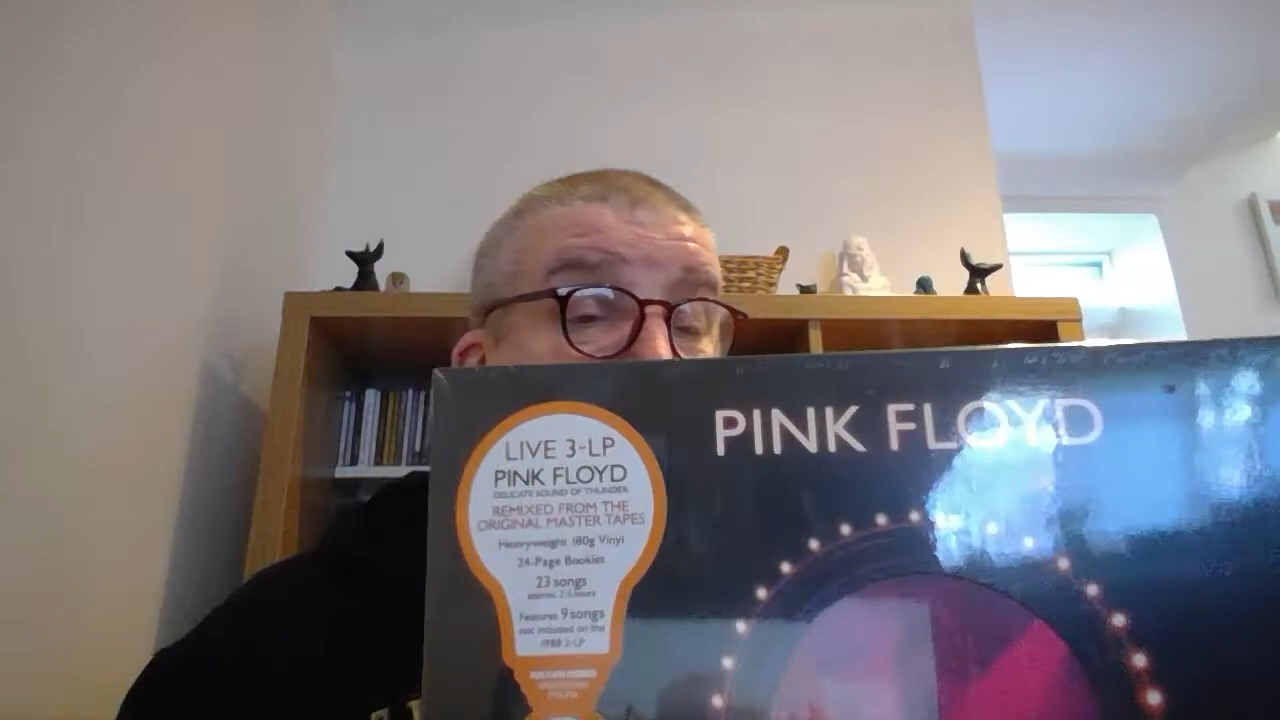 PINK FLOYD
LIVE 3-LP
PINK FLOYD
DELICATE SOUND OF THUNDER
REMIXED FROM THE
ORIGINAL MASTER TAPES
Heavyweight 180g Vinyl
24-Page Booklet
23 songs
Features 9 songs
not included on the
1988 2-LP